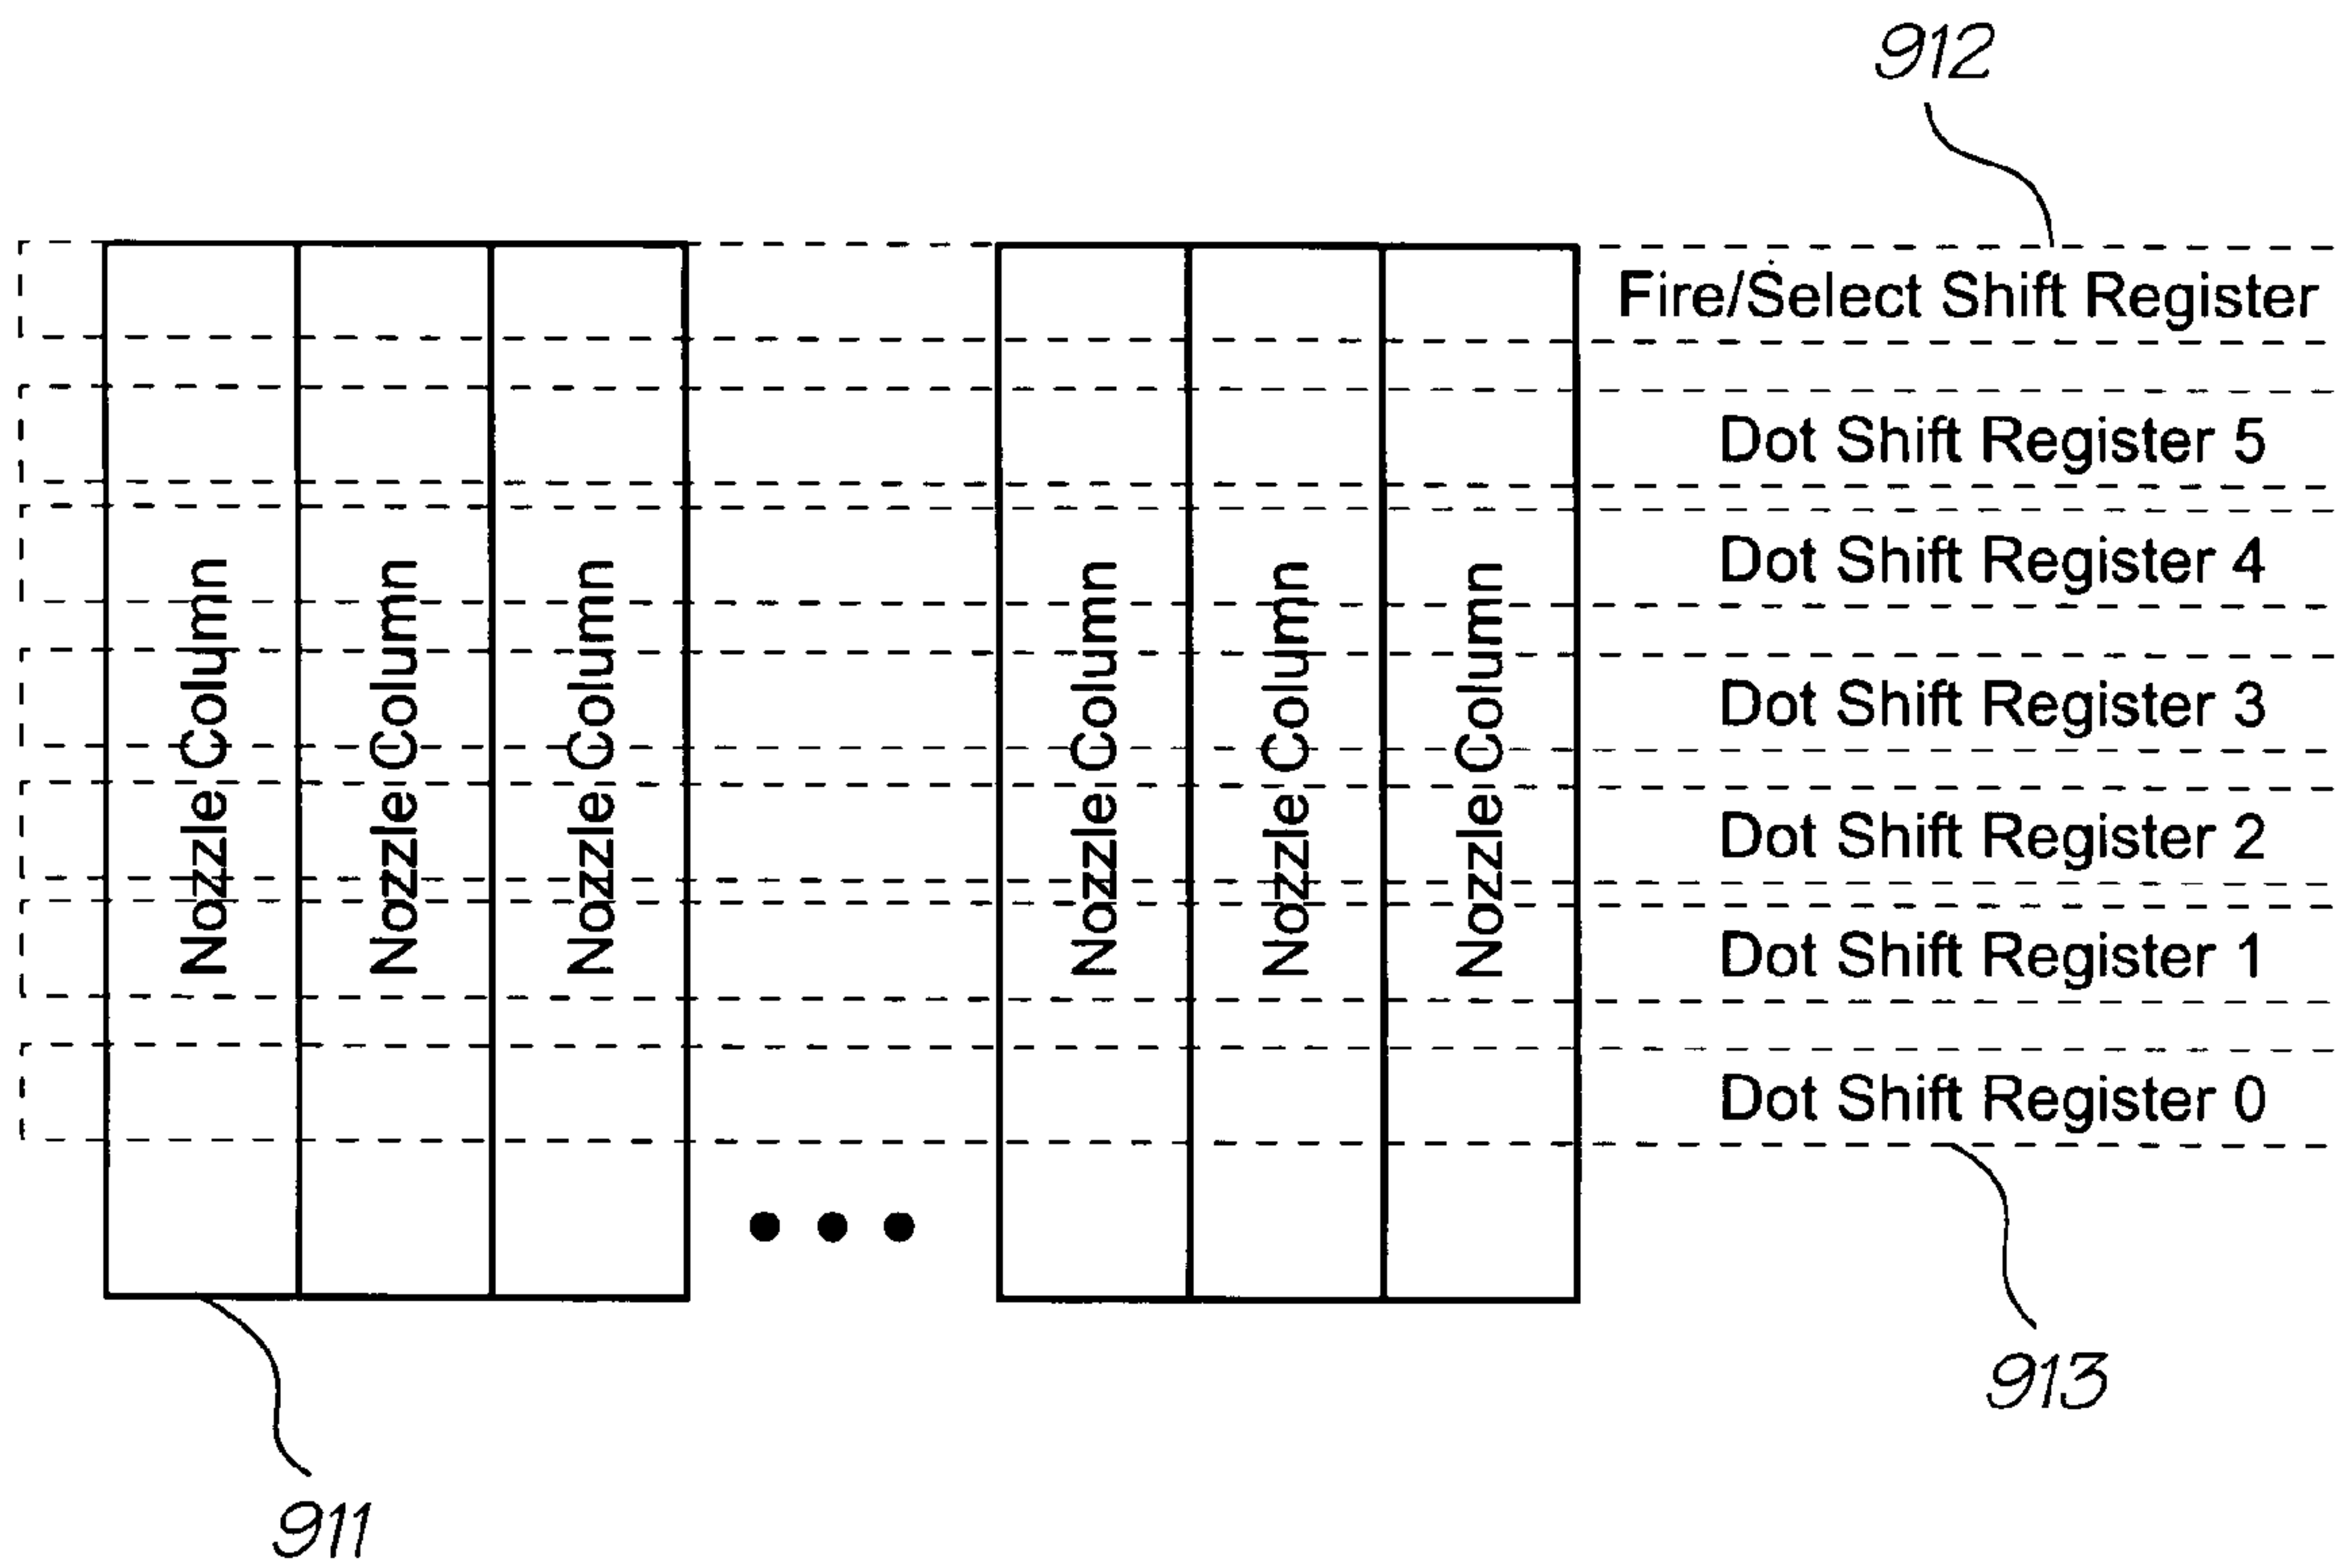 912
Fire/Select Shift Register
Dot Shift Register 5
Dot Shift Register 4
Dot Shift Register 3
Dot Shift Register 2
Dot Shift Register 1
Dot Shift Register 0
Nozzle Column
Nozzle Column
Nozzle Column
Nozzle Column
Nozzle Column
Nozzle Column
913
911